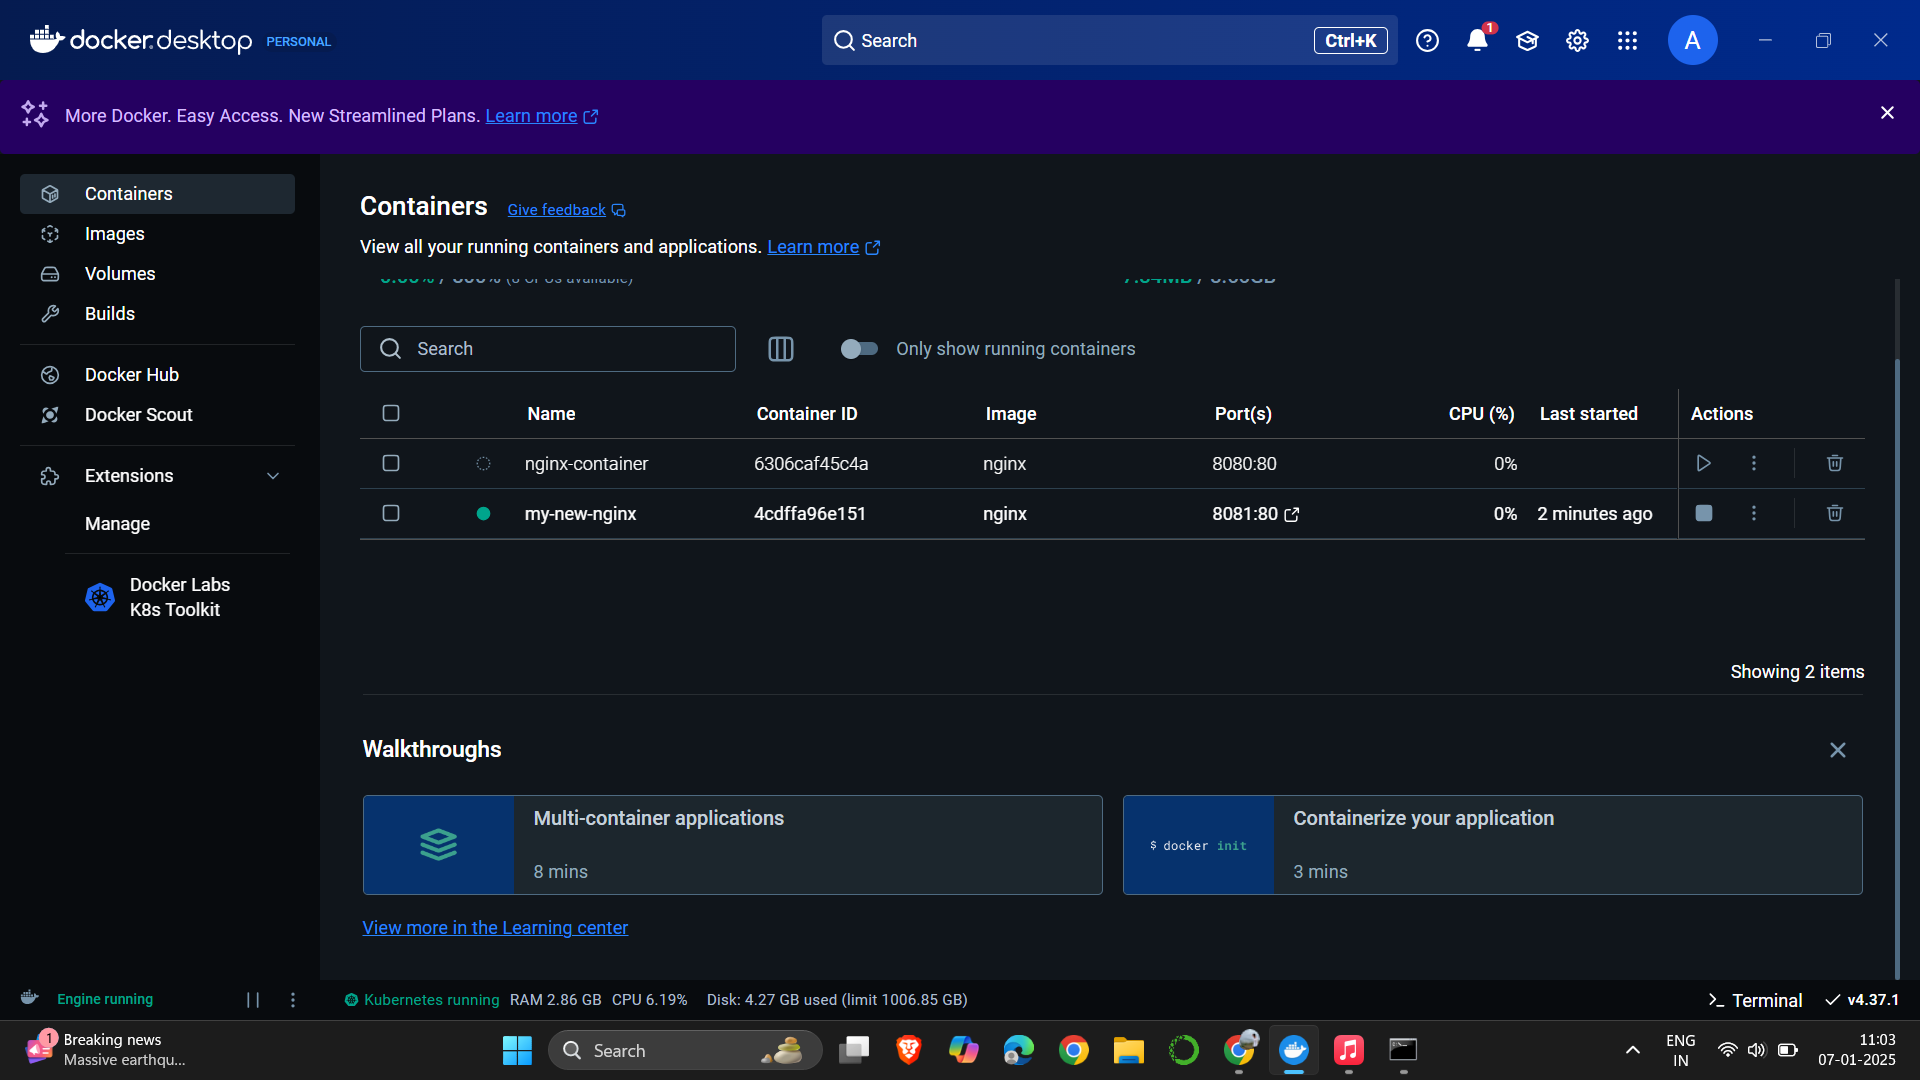 docker.desktop PERSONAL
Search
Ctrl+K
1
A
More Docker. Easy Access. New Streamlined Plans. Learn more
Containers
Images
Volumes
Builds
Docker Hub
Docker Scout
Extensions
Manage
Docker Labs
K8s Toolkit
Containers Give feedback
View all your running containers and applications. Learn more
Search
Only show running containers
Name Container ID Image Port(s) CPU (%) Last started Actions
nginx-container 6306caf45c4a nginx 8080:80 0%
my-new-nginx 4cdffa96e151 nginx 8081:80 0% 2 minutes ago
Showing 2 items
Walkthroughs
Multi-container applications
8 mins
$ docker init
Containerize your application
3 mins
View more in the Learning center
Engine running
Kubernetes running RAM 2.86 GB CPU 6.19% Disk: 4.27 GB used (limit 1006.85 GB)
>_ Terminal
v4.37.1
1
Breaking news
Massive earthqu...
Search
ENG
IN
11:03
07-01-2025